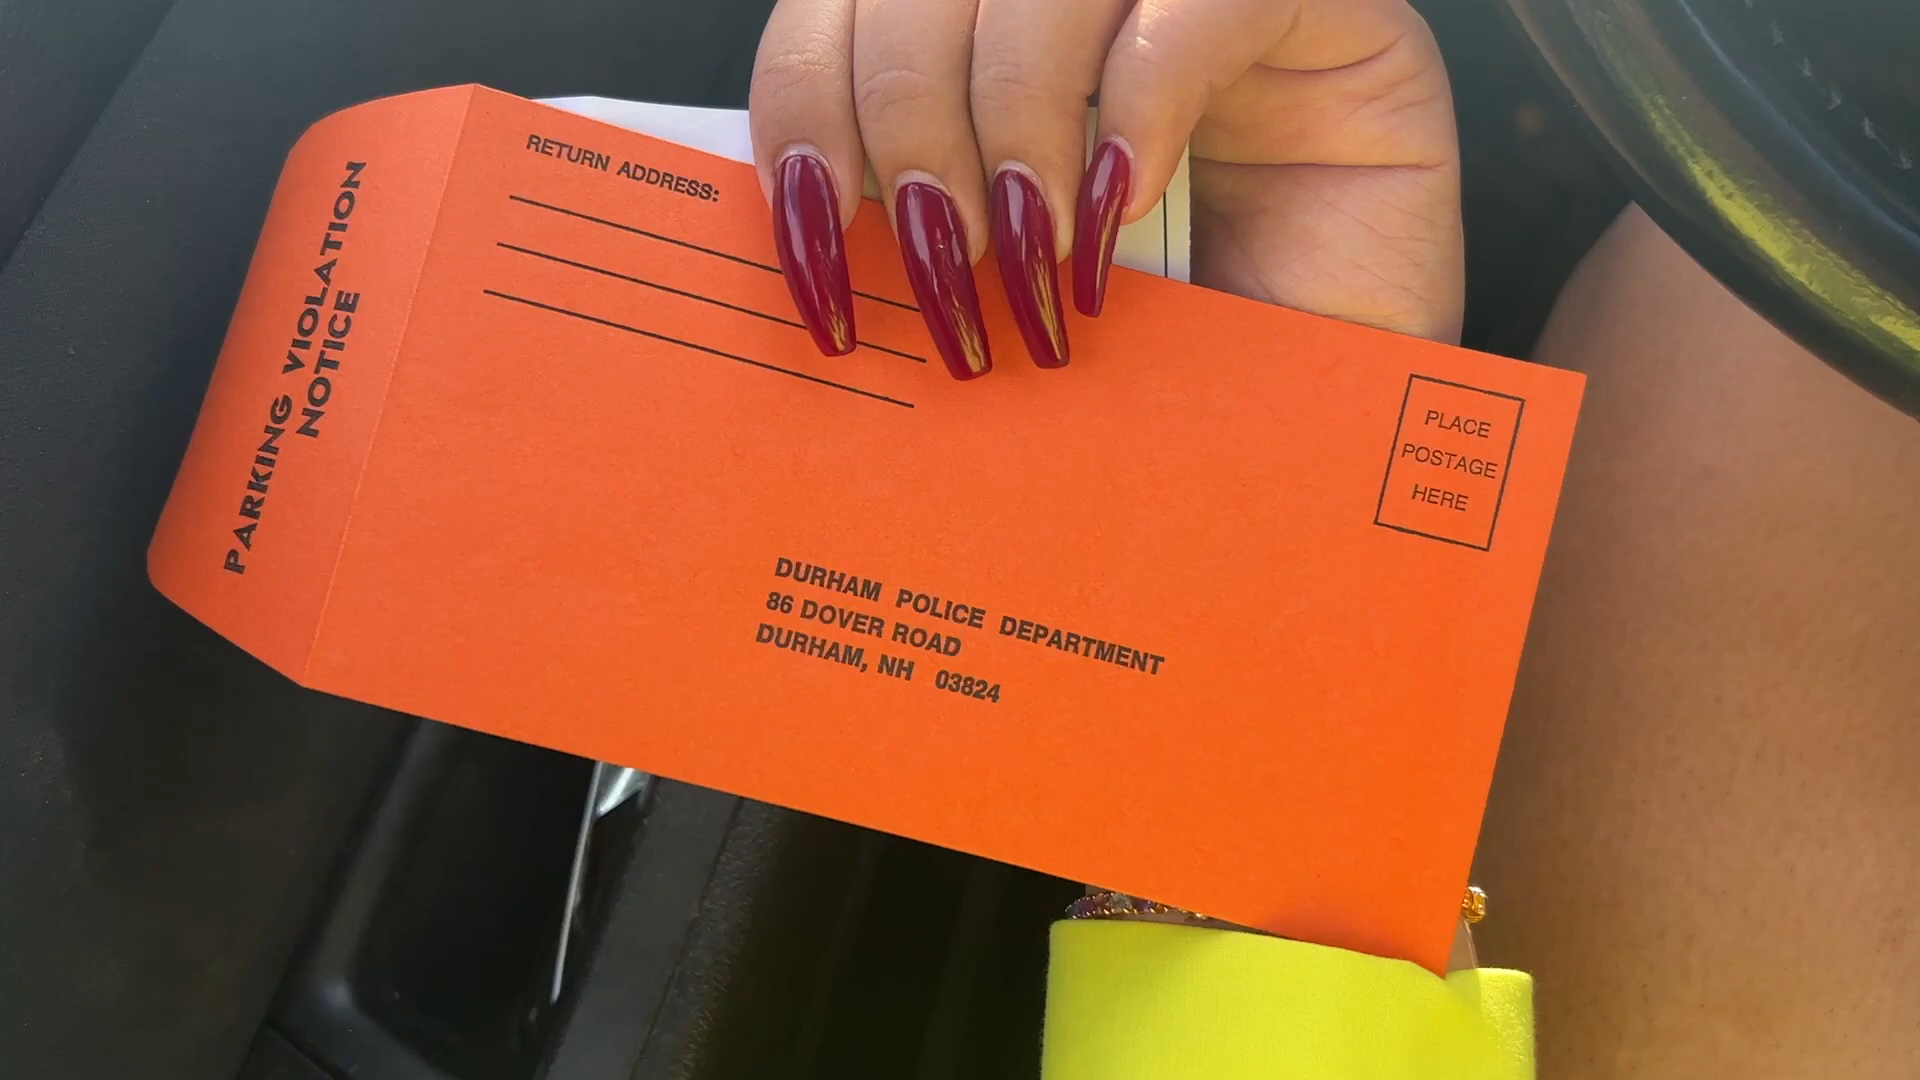 PARKING VIOLATION
NOTICE
RETURN ADDRESS:
PLACE
POSTAGE
HERE
DURHAM POLICE DEPARTMENT
86 DOVER ROAD
DURHAM, NH 03824